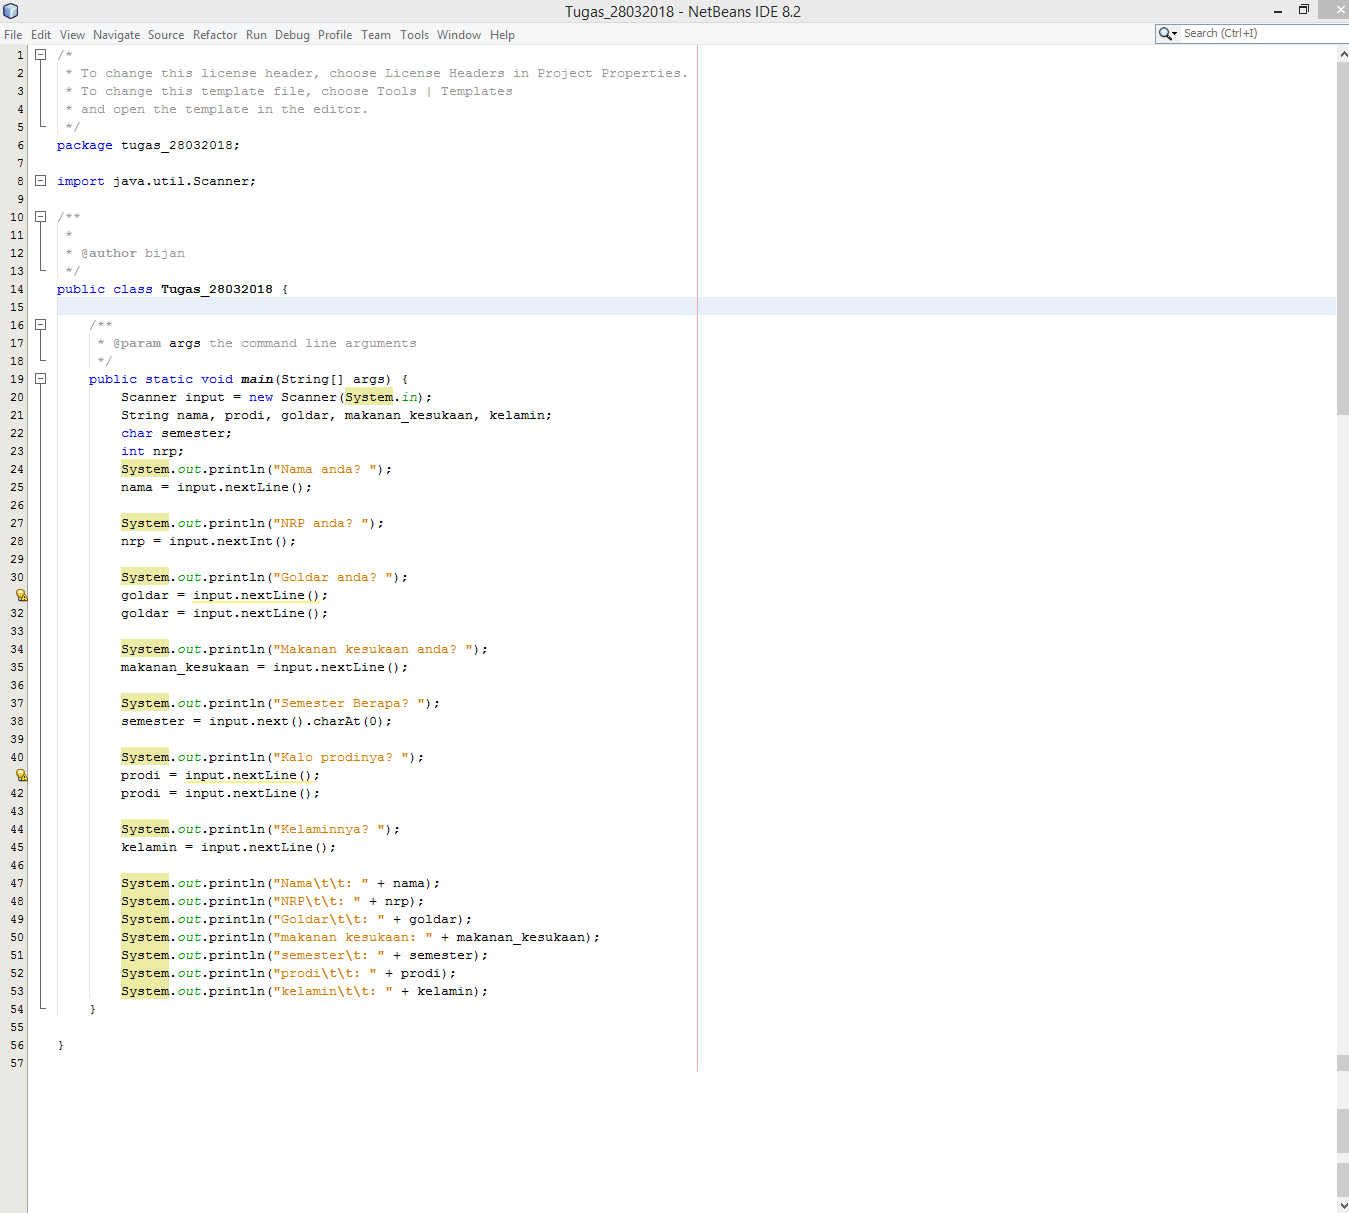 Tugas_28032018 - NetBeans IDE 8.2
File Edit View Navigate Source Refactor Run Debug Profile Team Tools Window Help
Search (Ctrl+I)
1 /*
2 * To change this license header, choose License Headers in Project Properties.
3 * To change this template file, choose Tools | Templates
4 * and open the template in the editor.
5 */
6 package tugas_28032018;
7
8 import java.util.Scanner;
9
10 /**
11 *
12 * @author bijan
13 */
14 public class Tugas_28032018 {
15
16 /**
17 * @param args the command line arguments
18 */
19 public static void main(String[] args) {
20 Scanner input = new Scanner(System.in);
21 String nama, prodi, goldar, makanan_kesukaan, kelamin;
22 char semester;
23 int nrp;
24 System.out.println("Nama anda? ");
25 nama = input.nextLine();
26
27 System.out.println("NRP anda? ");
28 nrp = input.nextInt();
29
30 System.out.println("Goldar anda? ");
goldar = input.nextLine();
32 goldar = input.nextLine();
33
34 System.out.println("Makanan kesukaan anda? ");
35 makanan_kesukaan = input.nextLine();
36
37 System.out.println("Semester Berapa? ");
38 semester = input.next().charAt(0);
39
40 System.out.println("Kalo prodinya? ");
prodi = input.nextLine();
42 prodi = input.nextLine();
43
44 System.out.println("Kelaminnya? ");
45 kelamin = input.nextLine();
46
47 System.out.println("Nama\t\t: " + nama);
48 System.out.println("NRP\t\t: " + nrp);
49 System.out.println("Goldar\t\t: " + goldar);
50 System.out.println("makanan kesukaan: " + makanan_kesukaan);
51 System.out.println("semester\t: " + semester);
52 System.out.println("prodi\t\t: " + prodi);
53 System.out.println("kelamin\t\t: " + kelamin);
54 }
55
56 }
57